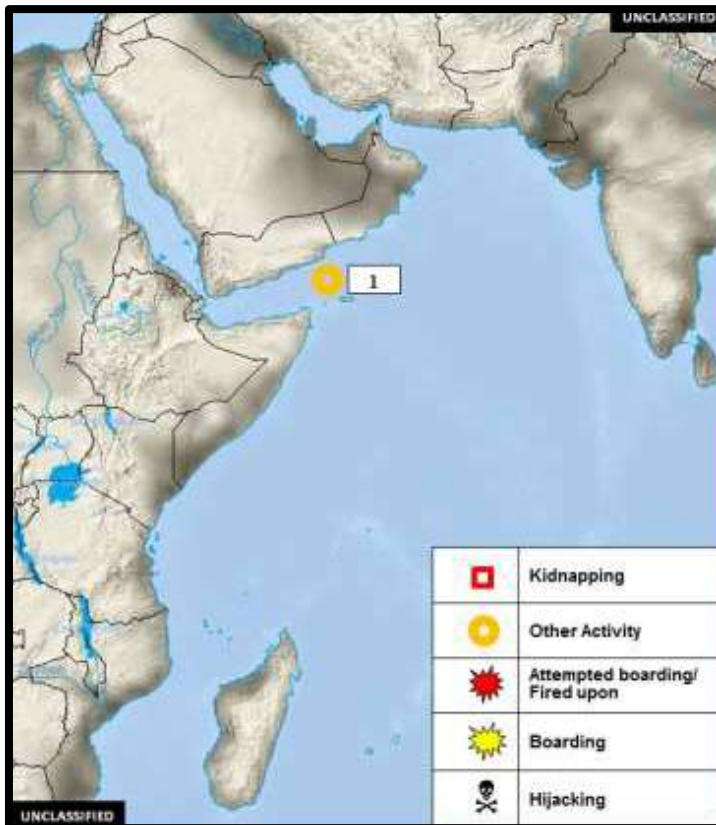 UNCLASSIFIED
1
Kidnapping
Other Activity
Attempted boarding/
Fired upon
Boarding
Hijacking
UNCLASSIFIED